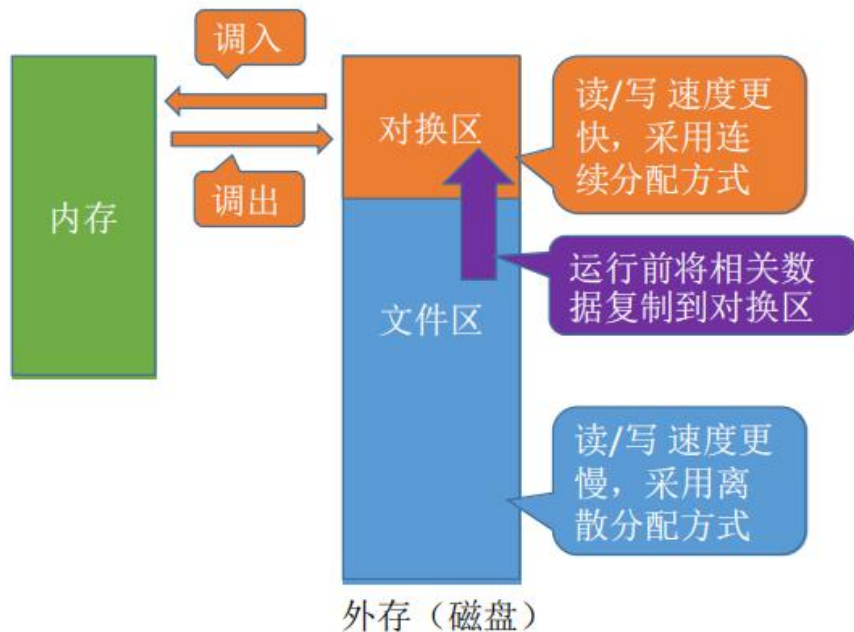 调入
调出
内存
对换区
文件区
读/写 速度更
快，采用连
续分配方式
运行前将相关数
据复制到对换区
读/写 速度更
慢，采用离
散分配方式
外存（磁盘）